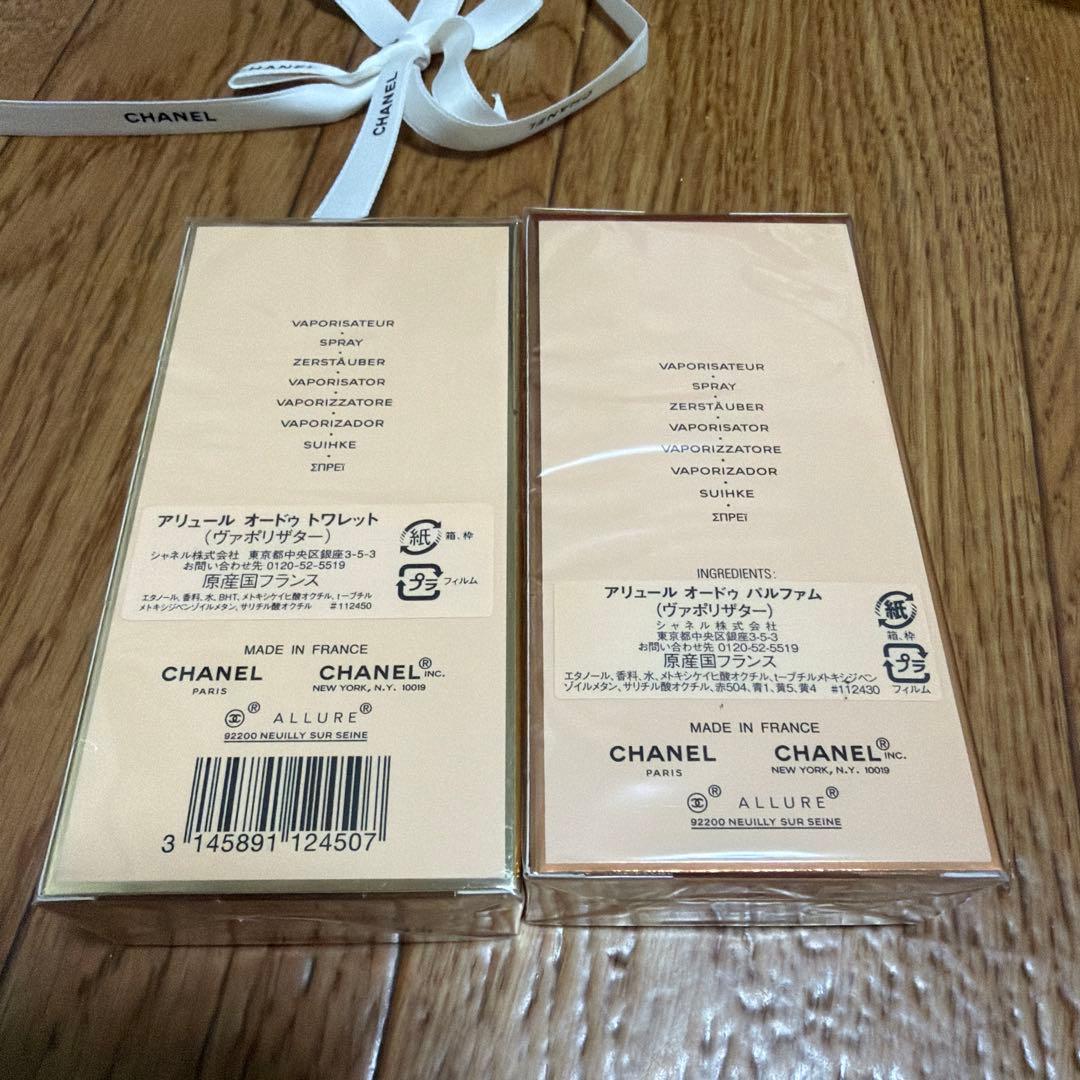 CHANEL
CHANEL
CHANEL
CHANEL
VAPORISATEUR
SPRAY
ZERSTÄUBER
VAPORISATOR
VAPORIZZATORE
VAPORIZADOR
SUIHKE
ΣΠΡΕΪ
アリュール オードゥ トワレット
(ヴァポリザター)
シャネル株式会社 東京都中央区銀座3-5-3
お問い合わせ先 0120-52-5519
原産国フランス
エタノール、香料、水、BHT、メトキシケイヒ酸オクチル、t-ブチル
メトキシジベンゾイルメタン、サリチル酸オクチル #112450
紙 箱、枠
プラ フィルム
MADE IN FRANCE
CHANEL CHANEL® INC.
PARIS NEW YORK, N.Y. 10019
® ALLURE®
92200 NEUILLY SUR SEINE
3 145891 124507
VAPORISATEUR
SPRAY
ZERSTÄUBER
VAPORISATOR
VAPORIZZATORE
VAPORIZADOR
SUIHKE
ΣΠΡΕΪ
INGREDIENTS:
アリュール オードゥ パルファム
(ヴァポリザター)
シャネル株式会社
東京都中央区銀座3-5-3
お問い合わせ先 0120-52-5519
原産国フランス
エタノール、香料、水、メトキシケイヒ酸オクチル、t-ブチルメトキシジベン
ゾイルメタン、サリチル酸オクチル、赤504、青1、黄5、黄4 #112430
紙
箱、枠
プラ
フィルム
MADE IN FRANCE
CHANEL CHANEL® INC.
PARIS NEW YORK, N.Y. 10019
® ALLURE®
92200 NEUILLY SUR SEINE